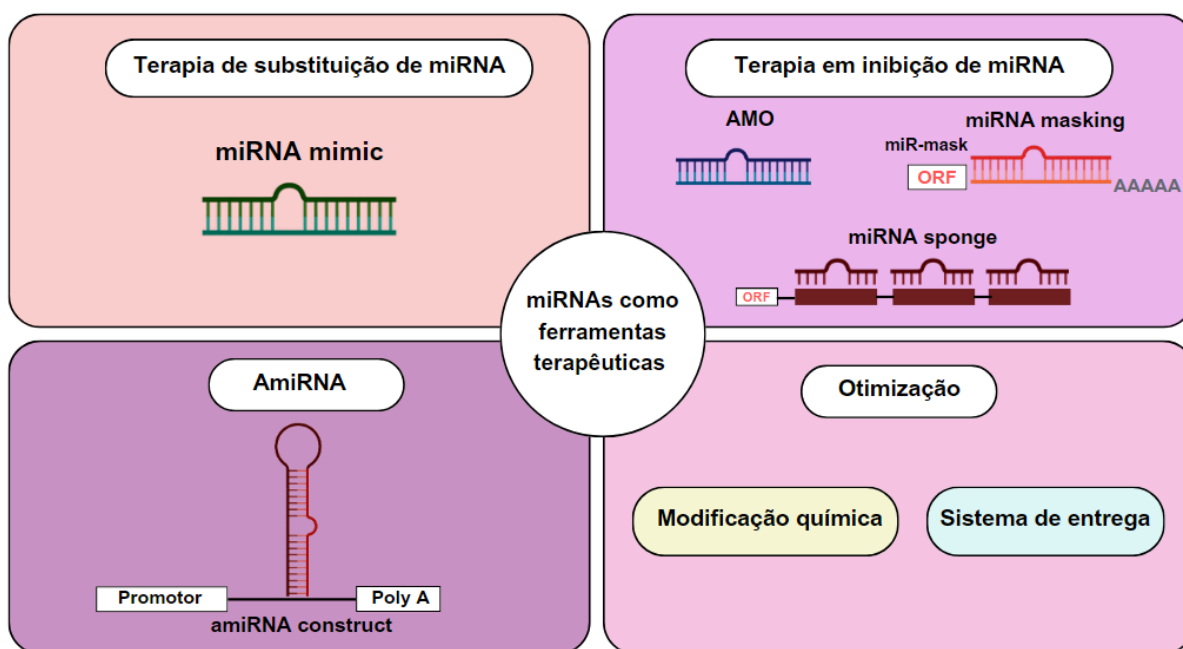 Terapia de substituição de miRNA
miRNA mimic
Terapia em inibição de miRNA
AMO
miRNA masking
miR-mask
ORF
AAAAA
miRNA sponge
ORF
miRNAs como
ferramentas
terapêuticas
AmiRNA
Promotor
Poly A
amiRNA construct
Otimização
Modificação química
Sistema de entrega